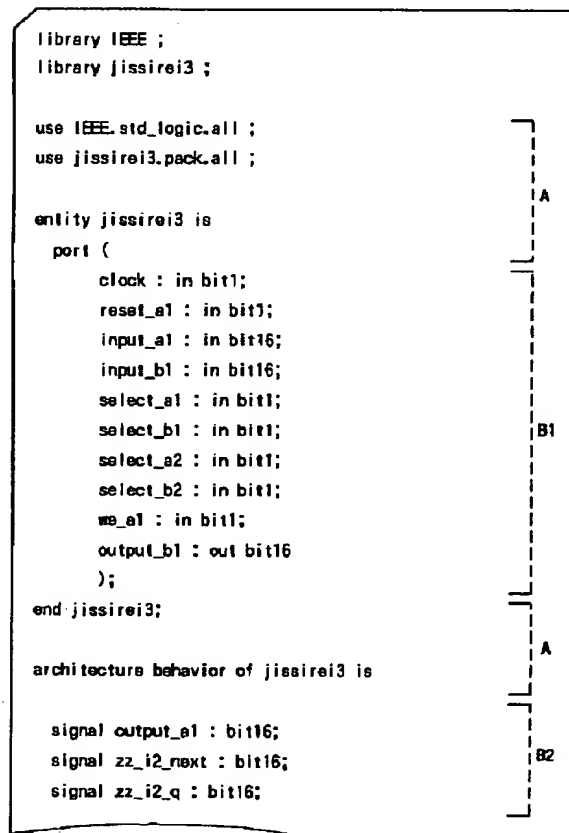 library IEEE ;
library jissirei3 ;
use IEEE.std_logic.all ;
use jissirei3.pack.all ;
A
entity jissirei3 is
port (
clock : in bit1;
reset_a1 : in bit1;
input_a1 : in bit16;
input_b1 : in bit16;
select_a1 : in bit1;
select_b1 : in bit1;
B1
select_a2 : in bit1;
select_b2 : in bit1;
we_a1 : in bit1;
output_b1 : out bit16
);
end jissirei3;
A
architecture behavior of jissirei3 is
signal output_a1 : bit16;
signal zz_i2_next : bit16;
B2
signal zz_i2_q : bit16;